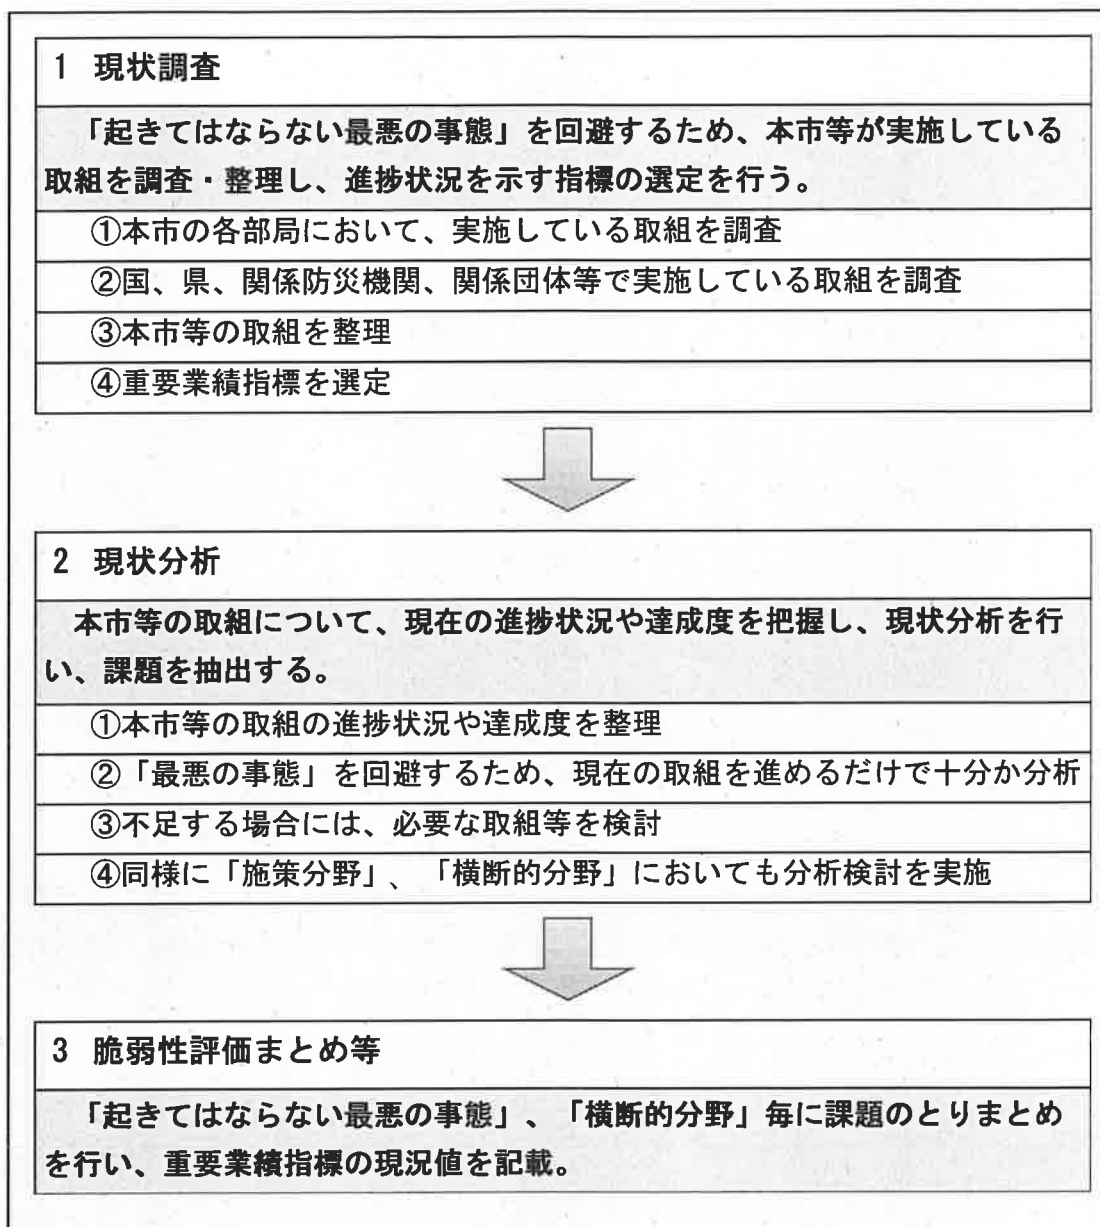 1 現状調査
「起きてはならない最悪の事態」を回避するため、本市等が実施している
取組を調査・整理し、進捗状況を示す指標の選定を行う。
①本市の各部局において、実施している取組を調査
②国、県、関係防災機関、関係団体等で実施している取組を調査
③本市等の取組を整理
④重要業績指標を選定
2 現状分析
本市等の取組について、現在の進捗状況や達成度を把握し、現状分析を行
い、課題を抽出する。
①本市等の取組の進捗状況や達成度を整理
②「最悪の事態」を回避するため、現在の取組を進めるだけで十分か分析
③不足する場合には、必要な取組等を検討
④同様に「施策分野」、「横断的分野」においても分析検討を実施
3 脆弱性評価まとめ等
「起きてはならない最悪の事態」、「横断的分野」毎に課題のとりまとめ
を行い、重要業績指標の現況値を記載。